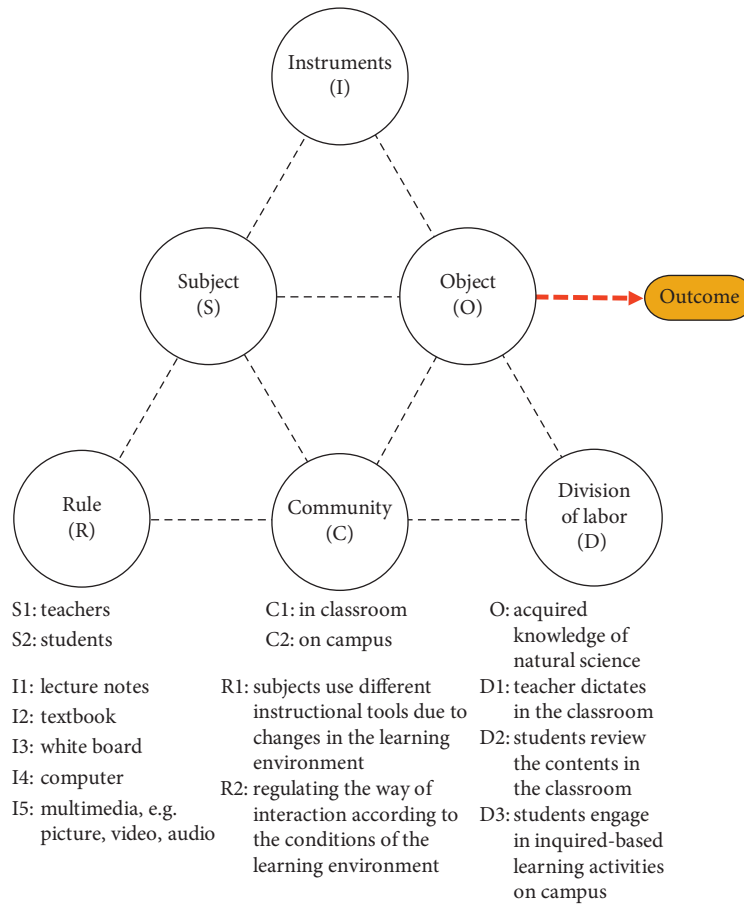 Instruments
(I)
Subject
(S)
Object
(O)
Outcome
Rule
(R)
Community
(C)
Division
of labor
(D)
S1: teachers
S2: students
I1: lecture notes
I2: textbook
I3: white board
I4: computer
I5: multimedia, e.g.
picture, video, audio
C1: in classroom
C2: on campus
R1: subjects use different
instructional tools due to
changes in the learning
environment
R2: regulating the way of
interaction according to
the conditions of the
learning environment
O: acquired
knowledge of
natural science
D1: teacher dictates
in the classroom
D2: students review
the contents in
the classroom
D3: students engage
in inquired-based
learning activities
on campus